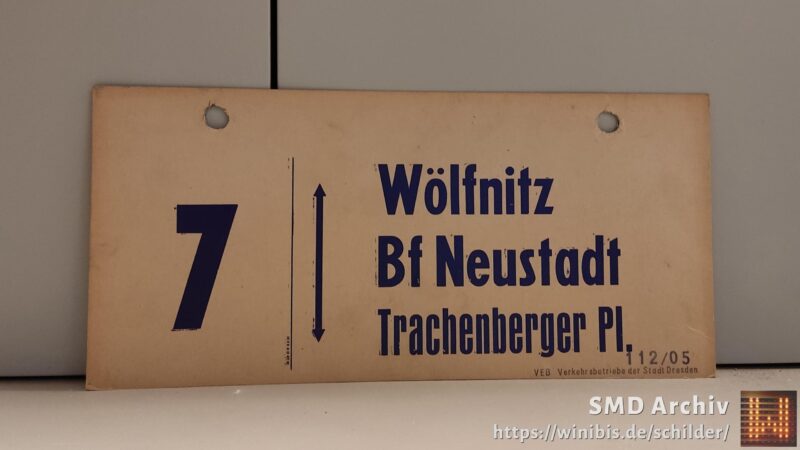 7
Wölfnitz
Bf Neustadt
Trachenberger Pl.
112/05
VEB Verkehrsbetriebe der Stadt Dresden
SMD Archiv
https://winibis.de/schilder/